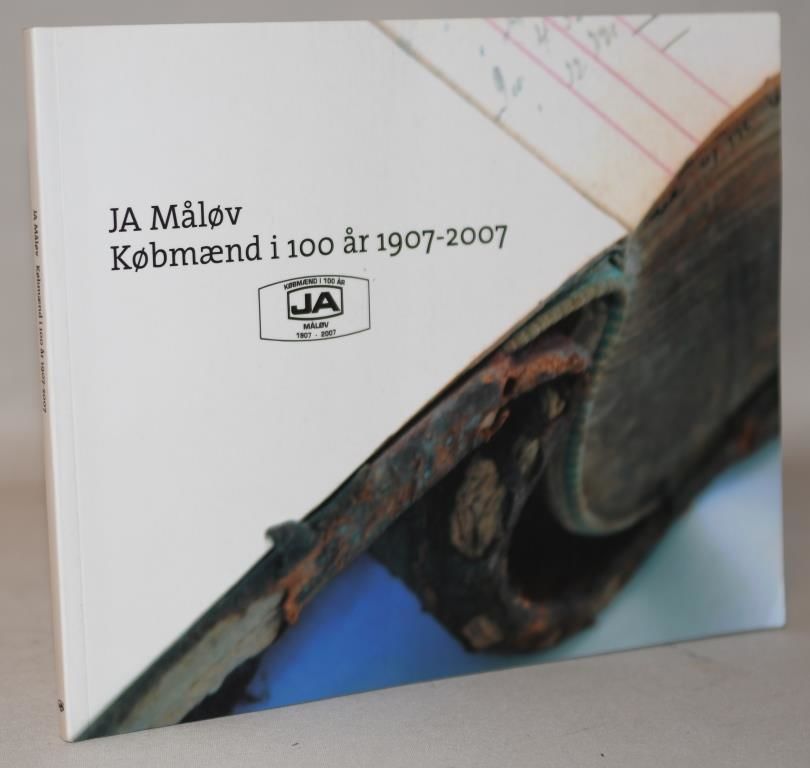 JA Måløv
Købmænd i 100 år 1907-2007
KØBMÆND I 100 ÅR
JA
MÅLØV
1907 - 2007
JA Måløv Købmænd i 100 år 1907-2007